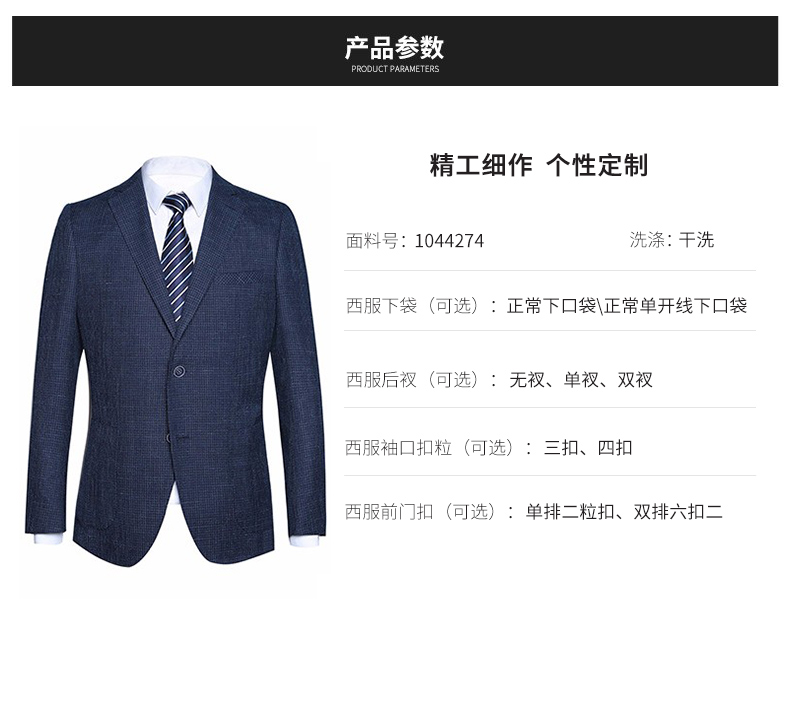 产品参数
PRODUCT PARAMETERS
精工细作 个性定制
面料号：1044274 洗涤：干洗
西服下袋（可选）：正常下口袋\正常单开线下口袋
西服后衩（可选）：无衩、单衩、双衩
西服袖口扣粒（可选）：三扣、四扣
西服前门扣（可选）：单排二粒扣、双排六扣二